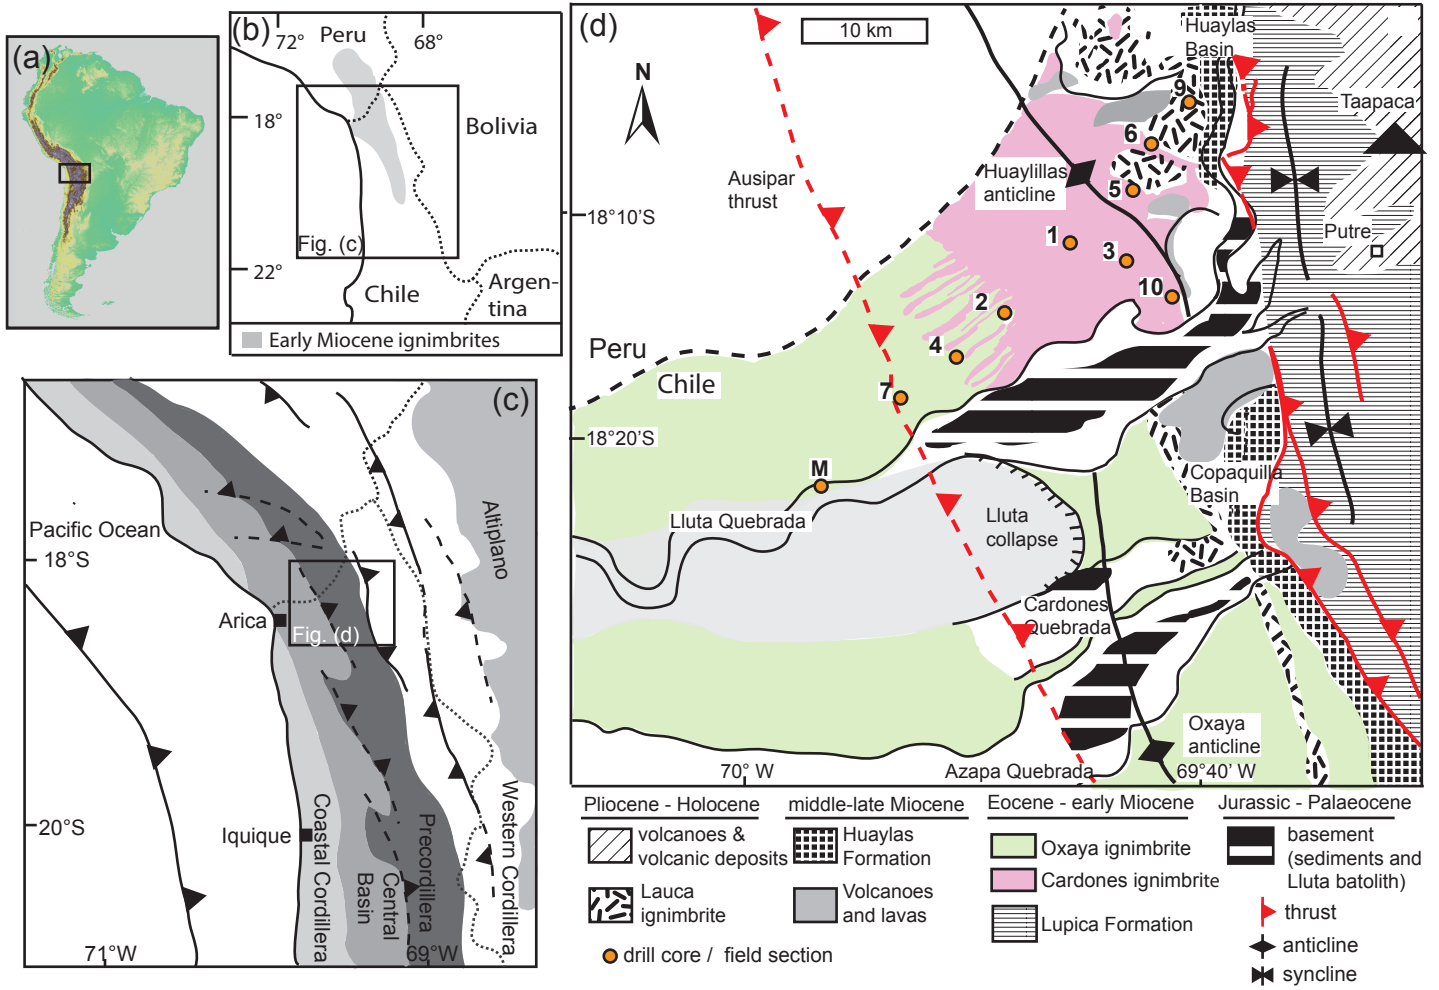 (a)
(b)
72°
68°
Peru
18°
Bolivia
Fig. (c)
22°
Chile
Argen-
tina
Early Miocene ignimbrites
(c)
Pacific Ocean
18°S
Altiplano
Arica
Fig. (d)
20°S
Iquique
Coastal Cordillera
Central
Basin
Precordillera
Western Cordillera
71°W
69°W
(d)
10 km
N
Huaylas
Basin
9
Taapaca
6
Ausipar
thrust
Huaylillas
anticline
5
18°10'S
1
3
Putre
10
2
Peru
4
Chile
7
18°20'S
M
Copaquilla
Basin
Lluta Quebrada
Lluta
collapse
Cardones
Quebrada
Oxaya
anticline
70° W
Azapa Quebrada
69°40' W
Pliocene - Holocene
volcanoes &
volcanic deposits
Lauca
ignimbrite
drill core / field section
middle-late Miocene
Huaylas
Formation
Volcanoes
and lavas
Eocene - early Miocene
Oxaya ignimbrite
Cardones ignimbrite
Lupica Formation
Jurassic - Palaeocene
basement
(sediments and
Lluta batolith)
thrust
anticline
syncline